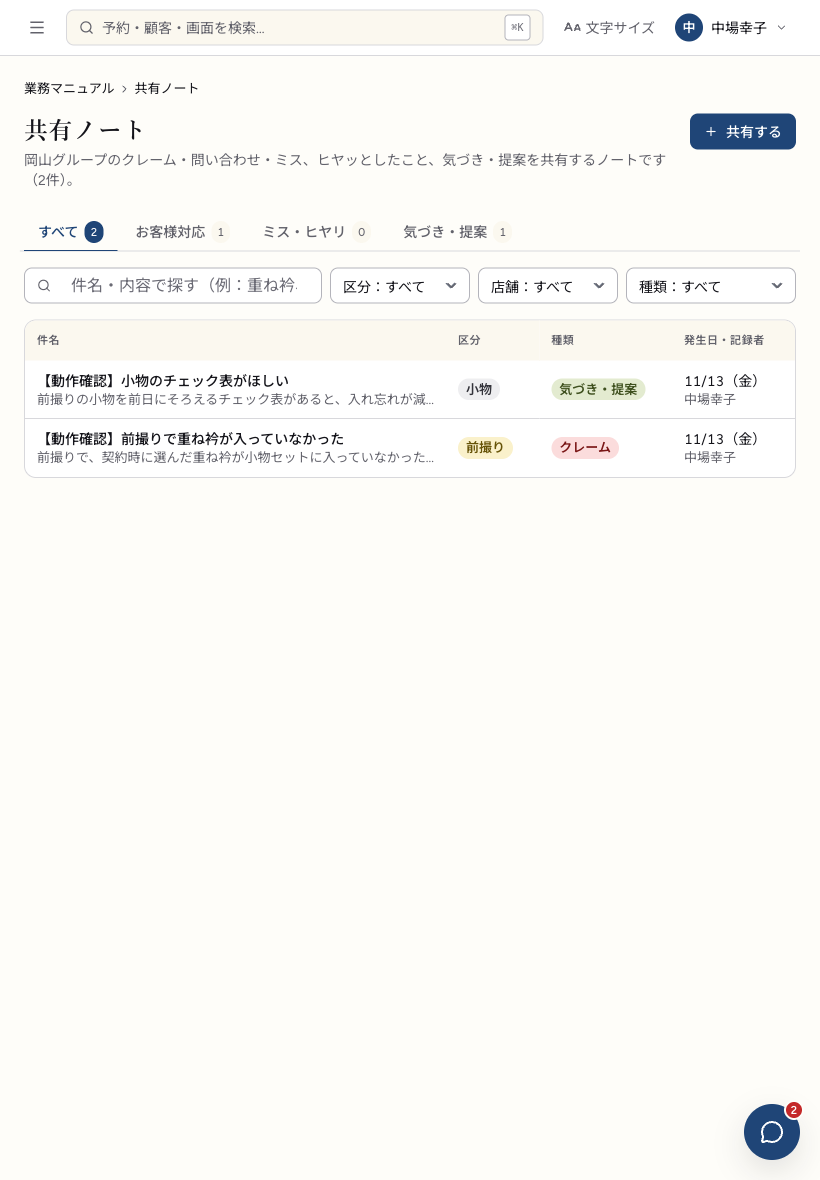 予約・顧客・画面を検索...
⌘K
AA 文字サイズ
中 中場幸子
業務マニュアル › 共有ノート
共有ノート
+ 共有する
岡山グループのクレーム・問い合わせ・ミス、ヒヤッとしたこと、気づき・提案を共有するノートです
（2件）。
すべて 2 お客様対応 1 ミス・ヒヤリ 0 気づき・提案 1
件名・内容で探す（例：重ね衿
区分：すべて
店舗：すべて
種類：すべて
件名 区分 種類 発生日・記録者
【動作確認】小物のチェック表がほしい
前撮りの小物を前日にそろえるチェック表があると、入れ忘れが減...
小物
気づき・提案
11/13（金）
中場幸子
【動作確認】前撮りで重ね衿が入っていなかった
前撮りで、契約時に選んだ重ね衿が小物セットに入っていなかった...
前撮り
クレーム
11/13（金）
中場幸子
2